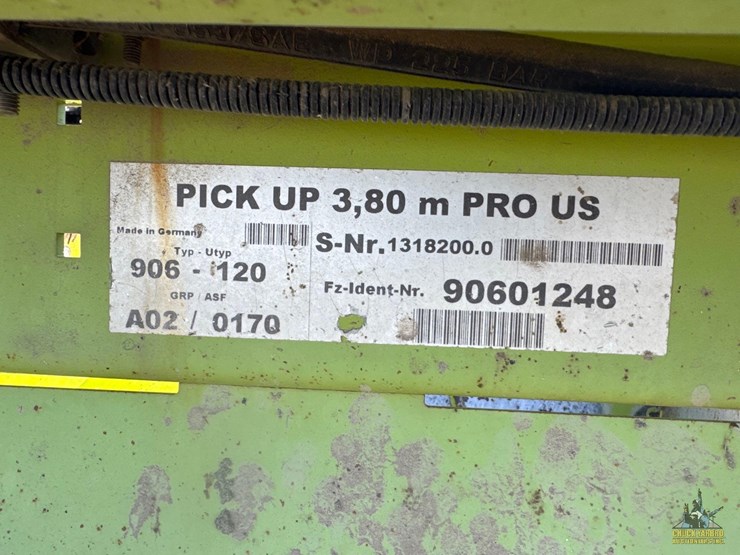 PICK UP 3,80 m PRO US
Made in Germany
S-Nr.1318200.0
Typ - Utyp
906 - 120
Fz-Ident-Nr. 90601248
GRP / ASF
A02 / 0170